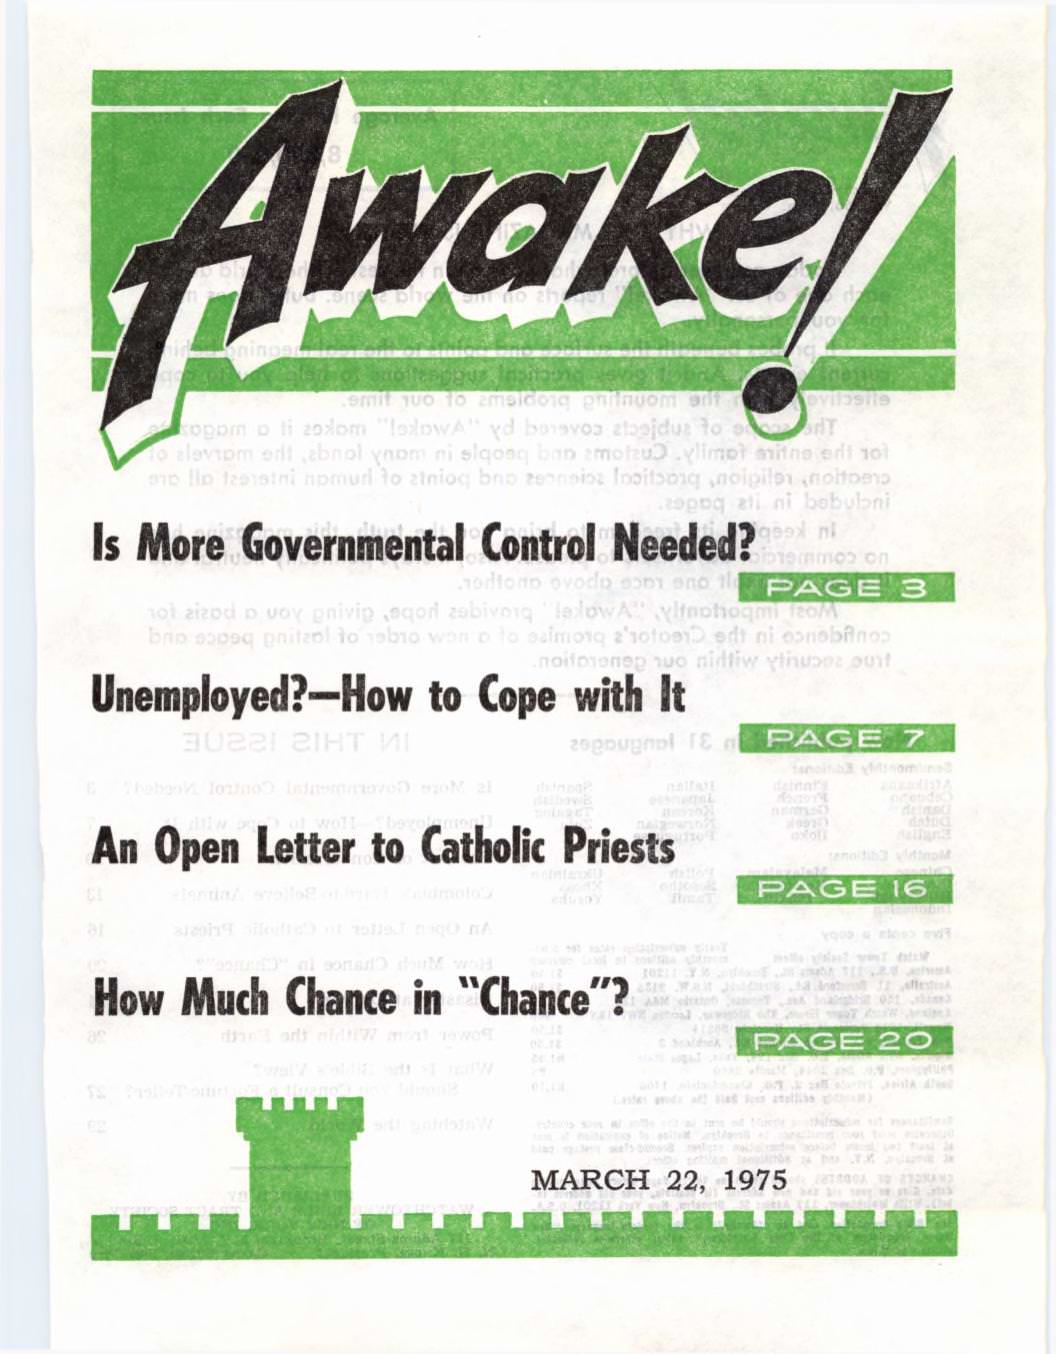 Awake!
Is More Governmental Control Needed?
PAGE 3
Unemployed?—How to Cope with It
PAGE 7
An Open Letter to Catholic Priests
PAGE 16
How Much Chance in "Chance"?
PAGE 20
MARCH 22, 1975